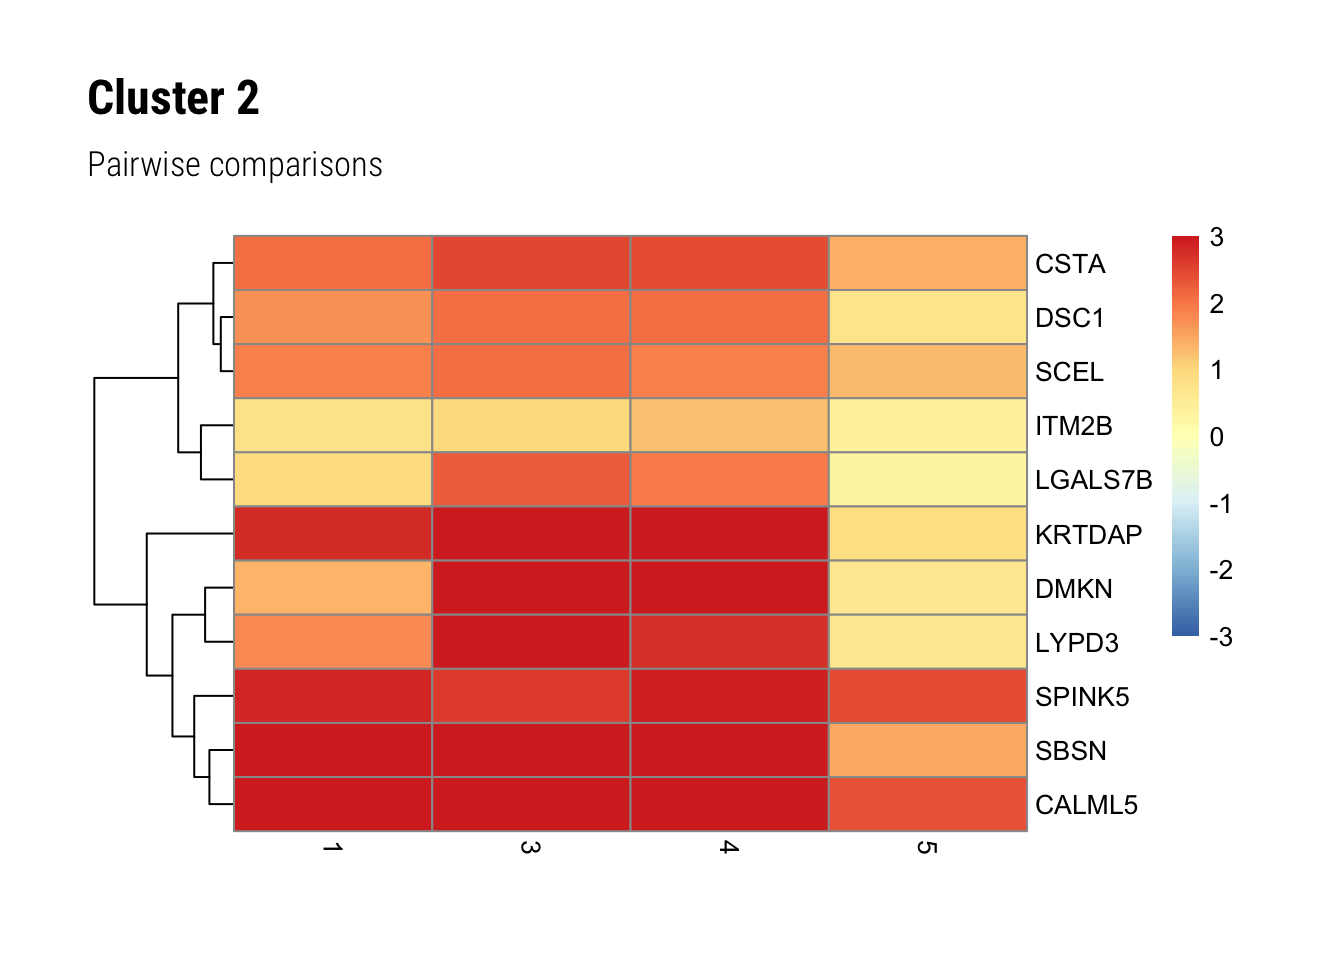 Cluster 2
Pairwise comparisons
CSTA
DSC1
SCEL
ITM2B
LGALS7B
KRTDAP
DMKN
LYPD3
SPINK5
SBSN
CALML5
1
3
4
5
3
2
1
0
-1
-2
-3